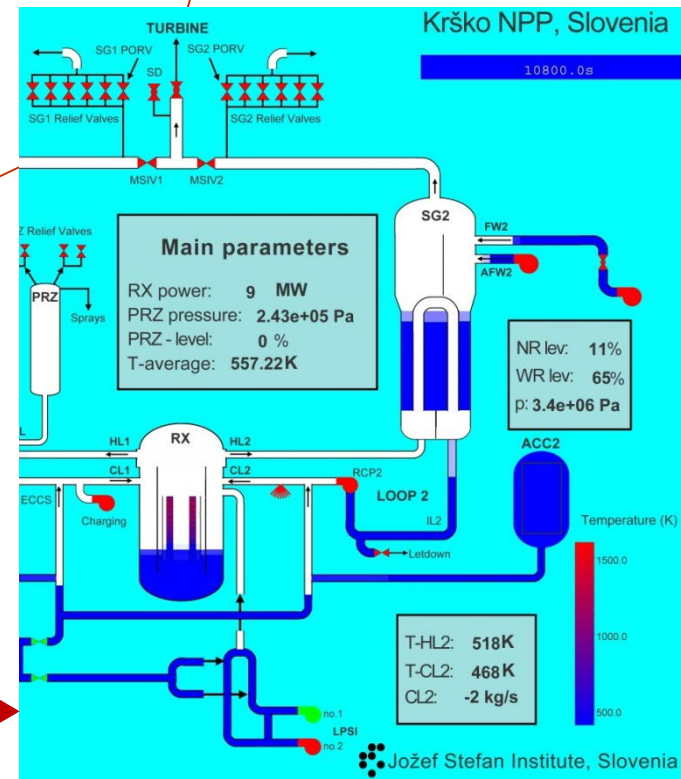 Krško NPP, Slovenia
10800.0s
TURBINE
SG1 PORV
SG2 PORV
SD
SG1 Relief Valves
SG2 Relief Valves
MSIV1
MSIV2
SG2
FW2
AFW2
Z Relief Valves
PRZ
Sprays
Main parameters
RX power: 9 MW
PRZ pressure: 2.43e+05 Pa
PRZ - level: 0 %
T-average: 557.22K
NR lev: 11%
WR lev: 65%
p: 3.4e+06 Pa
L
HL1
RX
HL2
CL1
CL2
RCP2
ACC2
ECCS
Charging
LOOP 2
IL2
Letdown
Temperature (K)
1500.0
1000.0
500.0
T-HL2: 518K
T-CL2: 468K
CL2: -2 kg/s
no.1
LPSI
no.2
Jožef Stefan Institute, Slovenia